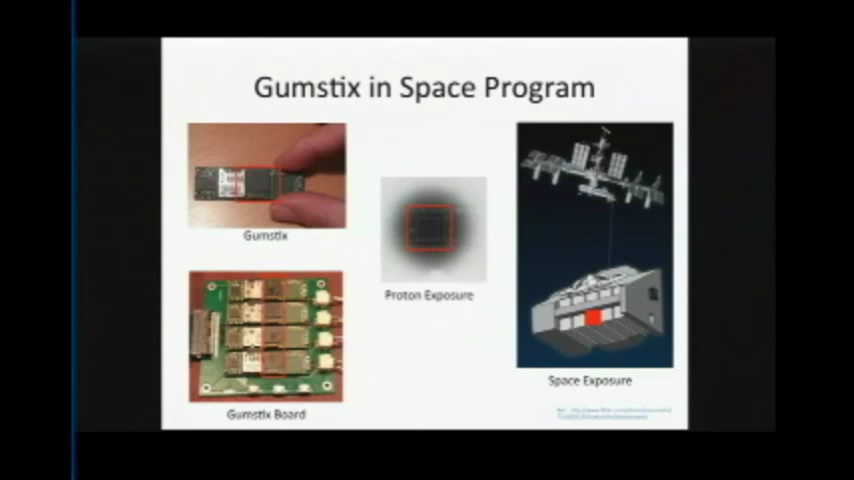 Gumstix in Space Program
Gumstix
Proton Exposure
Gumstix Board
Space Exposure